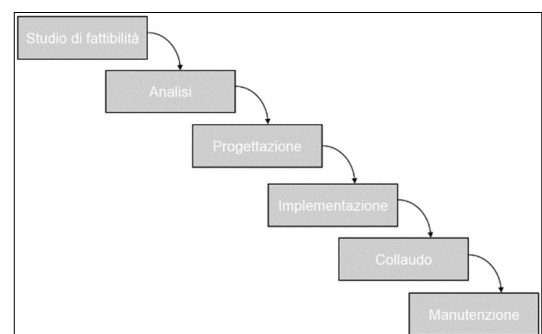 Studio di fattibilità
Analisi
Progettazione
Implementazione
Collaudo
Manutenzione